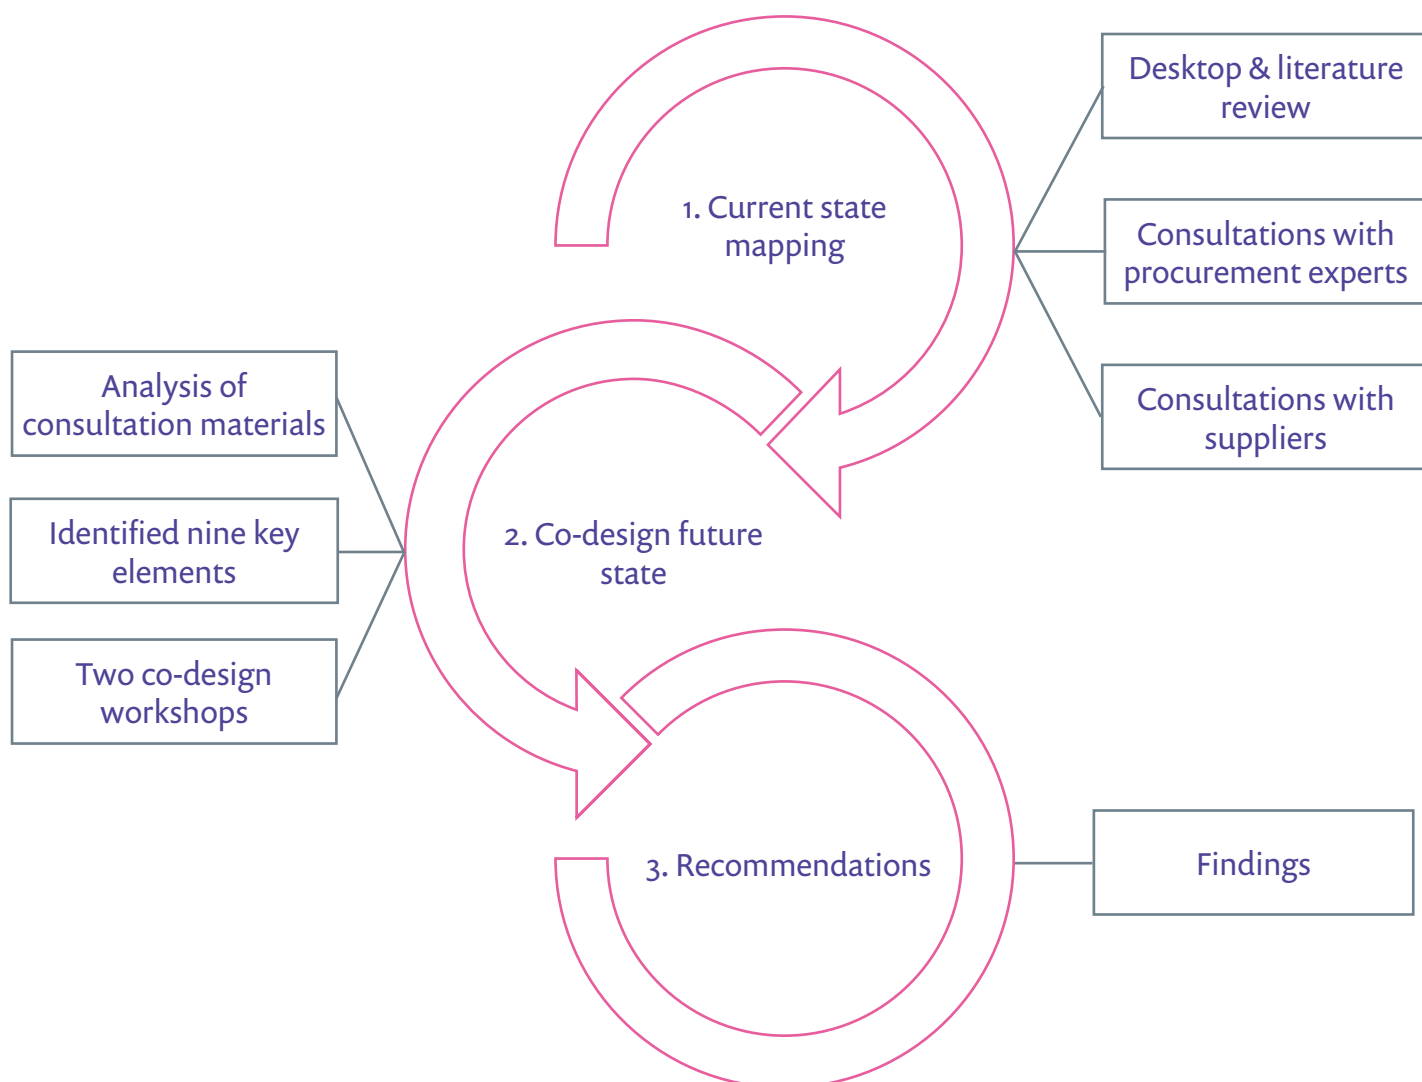 Desktop & literature
review
1. Current state
mapping
Consultations with
procurement experts
Consultations with
suppliers
Analysis of
consultation materials
Identified nine key
elements
Two co-design
workshops
2. Co-design future
state
3. Recommendations
Findings